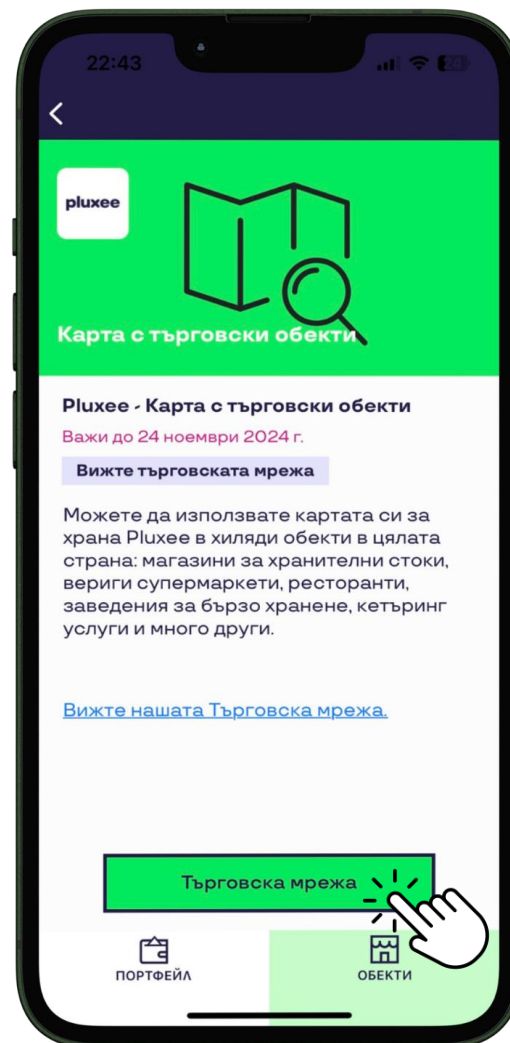 22:43
24
pluxee
Карта с търговски обекти
Pluxee - Карта с търговски обекти
Важи до 24 ноември 2024 г.
Вижте търговската мрежа
Можете да използвате картата си за
храна Pluxee в хиляди обекти в цялата
страна: магазини за хранителни стоки,
вериги супермаркети, ресторанти,
заведения за бързо хранене, кетъринг
услуги и много други.
Вижте нашата Търговска мрежа.
Търговска мрежа
ПОРТФЕЙЛ
ОБЕКТИ